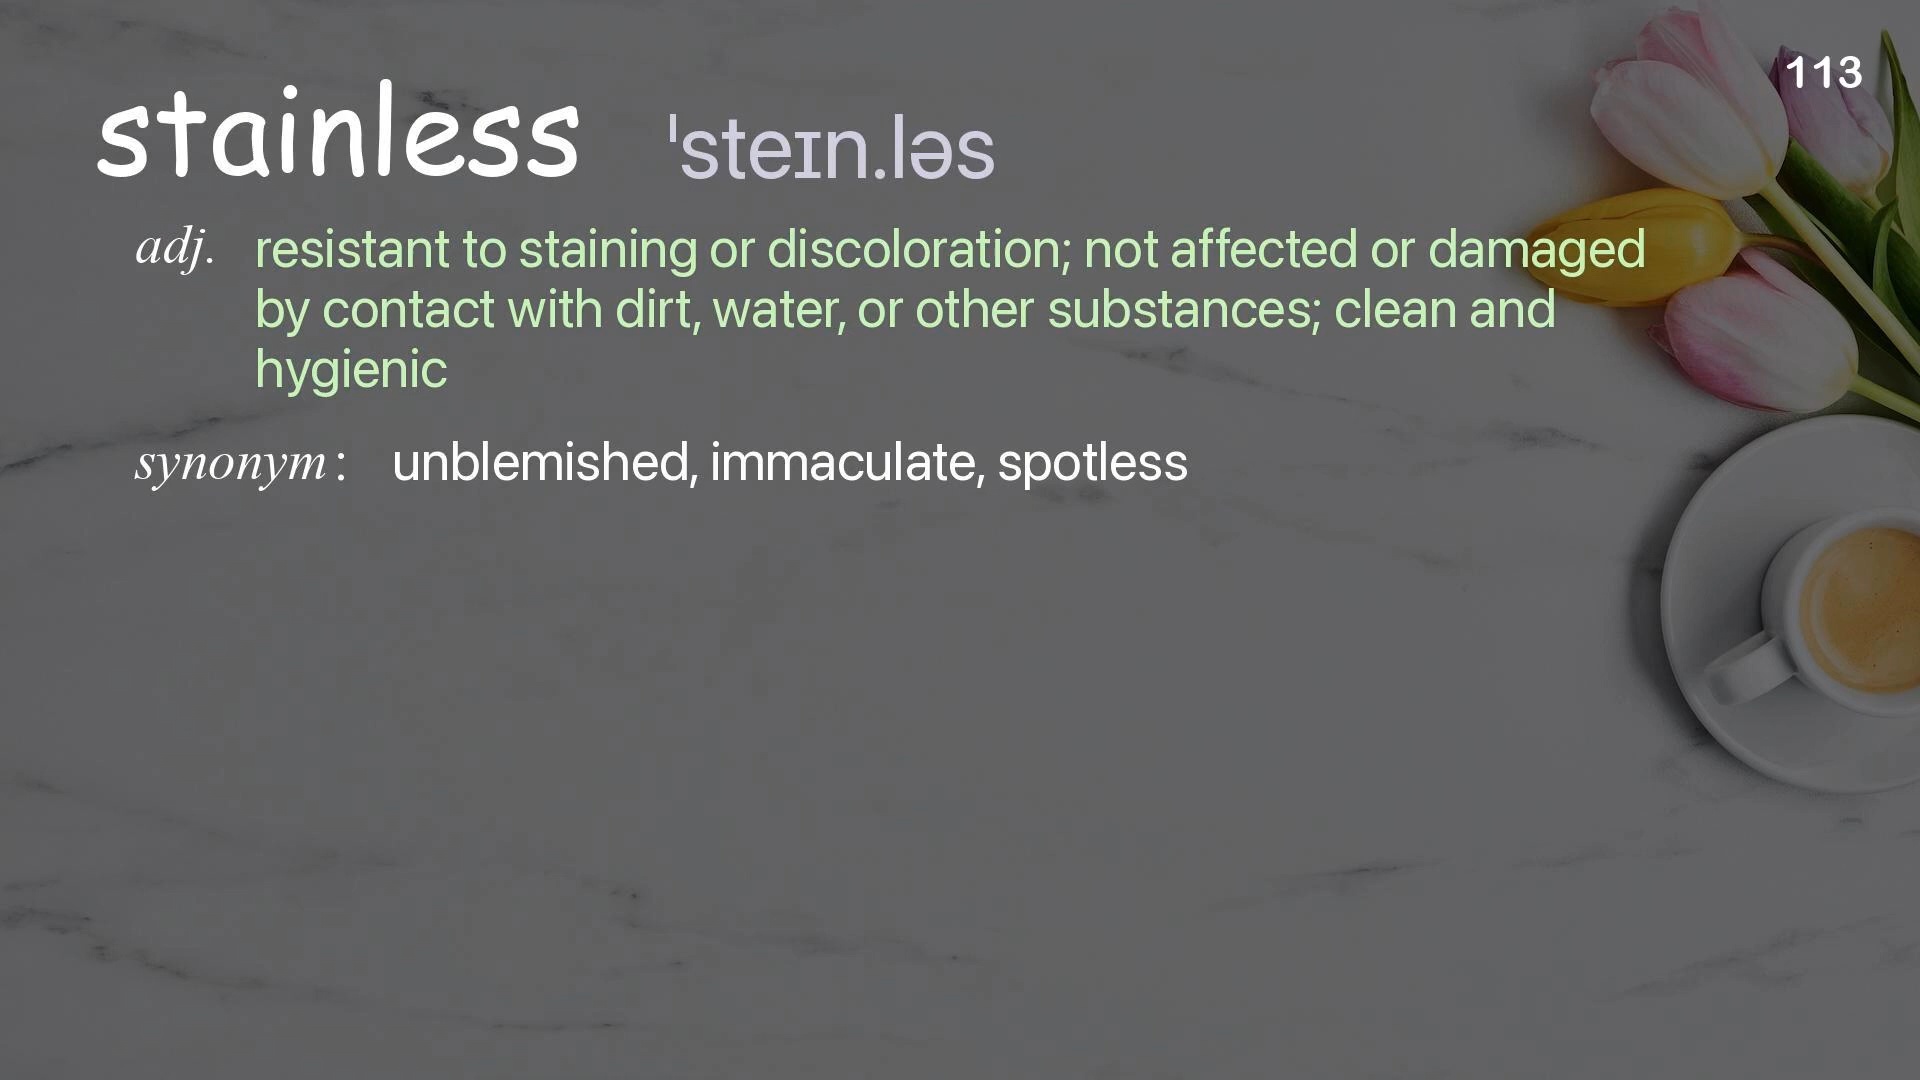 113
stainless ˈsteɪn.ləs
adj. resistant to staining or discoloration; not affected or damaged
by contact with dirt, water, or other substances; clean and
hygienic
synonym: unblemished, immaculate, spotless